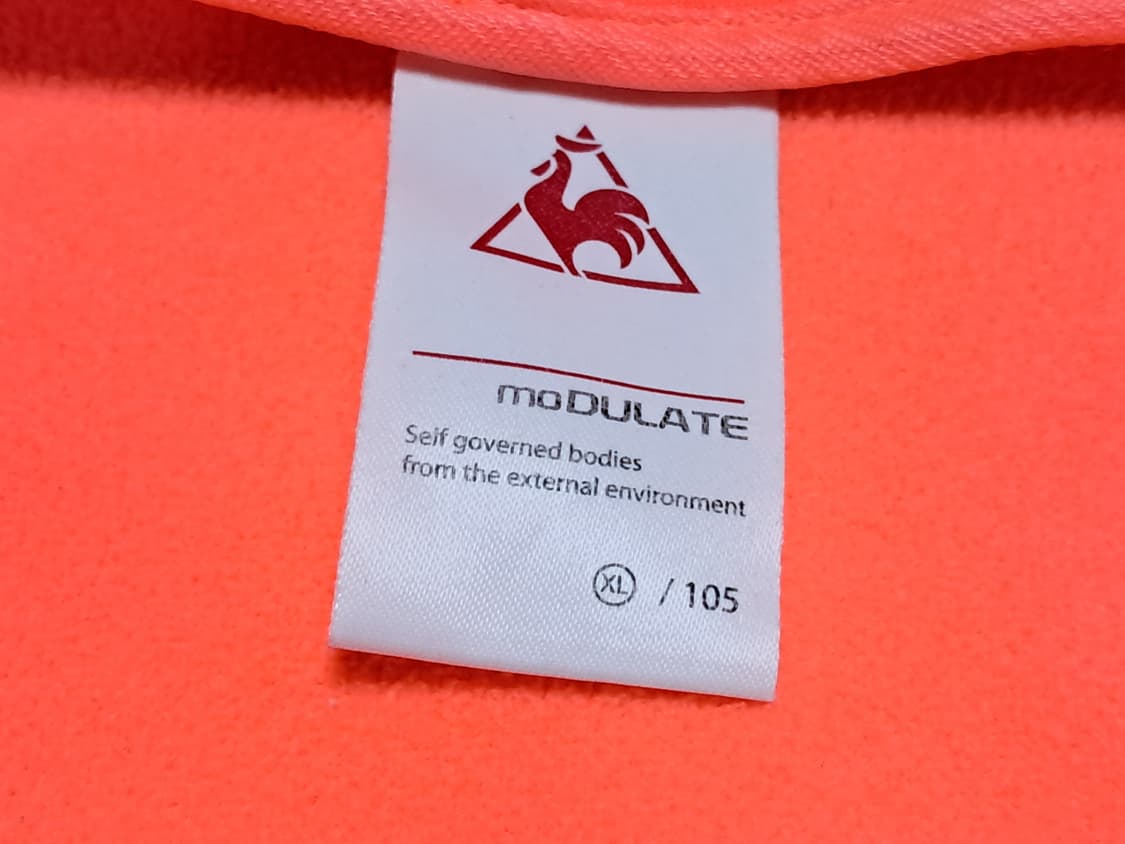 moDULATE
Self governed bodies
from the external environment
XL / 105